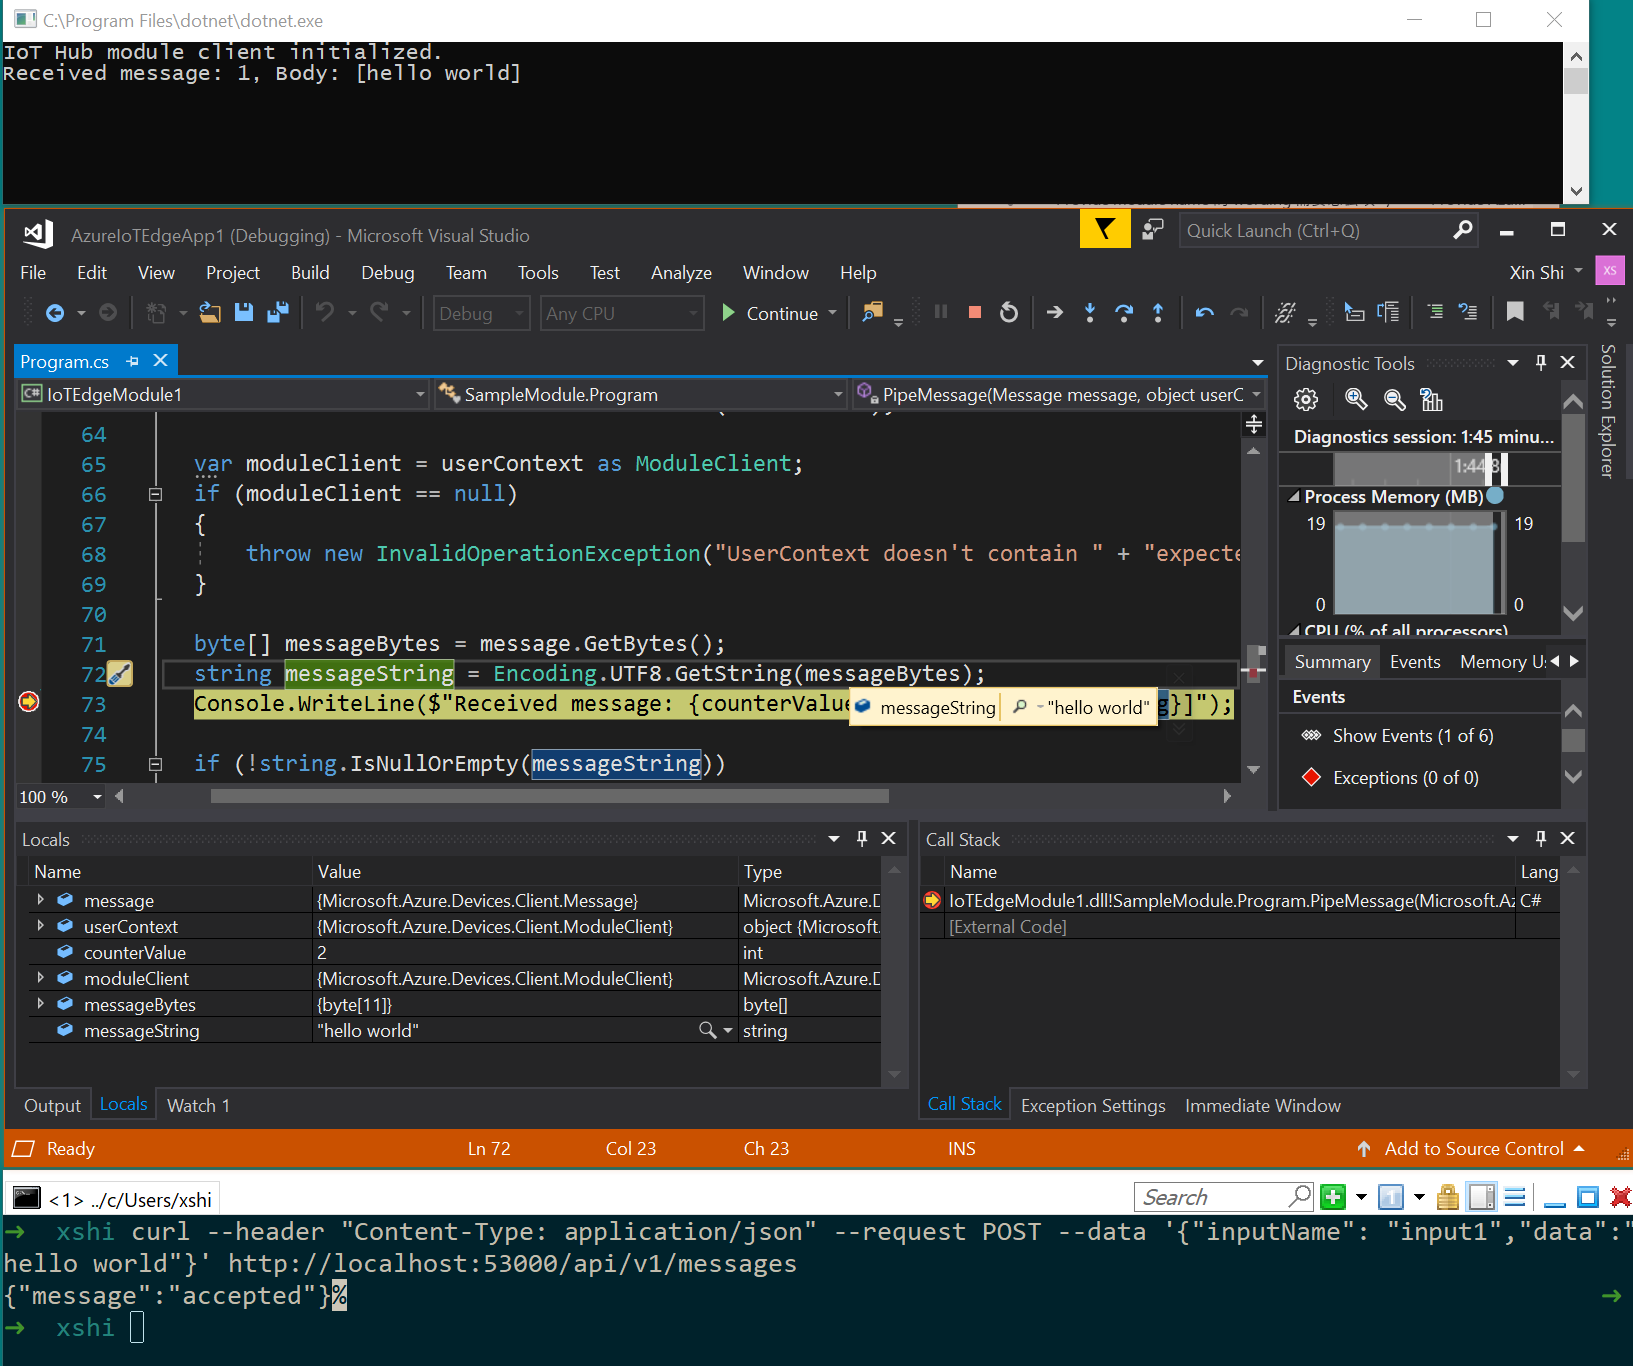 C:\Program Files\dotnet\dotnet.exe
IoT Hub module client initialized.
Received message: 1, Body: [hello world]
AzureIoTEdgeApp1 (Debugging) - Microsoft Visual Studio
Quick Launch (Ctrl+Q)
File Edit View Project Build Debug Team Tools Test Analyze Window Help
Xin Shi XS
Debug Any CPU Continue
Program.cs
IoTEdgeModule1 SampleModule.Program PipeMessage(Message message, object userC
64
65 var moduleClient = userContext as ModuleClient;
66 if (moduleClient == null)
67 {
68 throw new InvalidOperationException("UserContext doesn't contain " + "expecte
69 }
70
71 byte[] messageBytes = message.GetBytes();
72 string messageString = Encoding.UTF8.GetString(messageBytes);
73 Console.WriteLine($"Received message: {counterValue }]");
messageString "hello world"
74
75 if (!string.IsNullOrEmpty(messageString))
100 %
Diagnostic Tools
Diagnostics session: 1:45 minu...
1:44
Process Memory (MB)
19 19
0 0
CPU (% of all processors)
Summary Events Memory U
Events
Show Events (1 of 6)
Exceptions (0 of 0)
Solution Explorer
Locals
Name Value Type
message {Microsoft.Azure.Devices.Client.Message} Microsoft.Azure.D
userContext {Microsoft.Azure.Devices.Client.ModuleClient} object {Microsoft.
counterValue 2 int
moduleClient {Microsoft.Azure.Devices.Client.ModuleClient} Microsoft.Azure.D
messageBytes {byte[11]} byte[]
messageString "hello world" string
Output Locals Watch 1
Call Stack
Name Lang
IoTEdgeModule1.dll!SampleModule.Program.PipeMessage(Microsoft.Az C#
[External Code]
Call Stack Exception Settings Immediate Window
Ready Ln 72 Col 23 Ch 23 INS Add to Source Control
<1> ../c/Users/xshi
Search
→ xshi curl --header "Content-Type: application/json" --request POST --data '{"inputName": "input1","data":"
hello world"}' http://localhost:53000/api/v1/messages
{"message":"accepted"}%
→ xshi